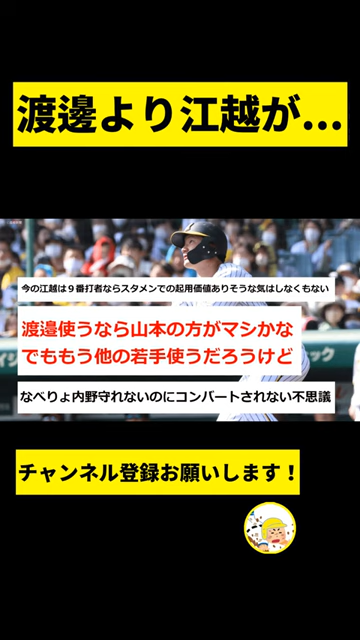 渡邊より江越が...
今の江越は９番打者ならスタメンでの起用価値ありそうな気はしなくもない
渡邉使うなら山本の方がマシかな
でももう他の若手使うだろうけど
なべりょ内野守れないのにコンバートされない不思議
チャンネル登録お願いします！